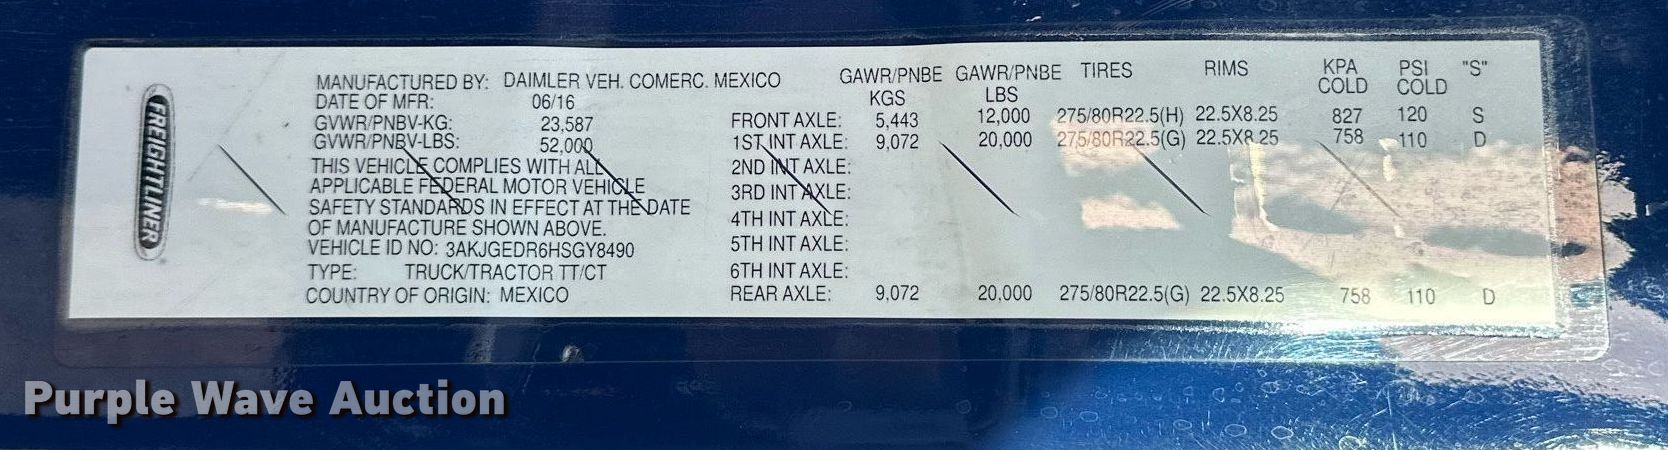 FREIGHTLINER
MANUFACTURED BY: DAIMLER VEH. COMERC. MEXICO
DATE OF MFR: 06/16
GVWR/PNBV-KG: 23,587
GVWR/PNBV-LBS: 52,000
THIS VEHICLE COMPLIES WITH ALL
APPLICABLE FEDERAL MOTOR VEHICLE
SAFETY STANDARDS IN EFFECT AT THE DATE
OF MANUFACTURE SHOWN ABOVE.
VEHICLE ID NO: 3AKJGEDR6HSGY8490
TYPE: TRUCK/TRACTOR TT/CT
COUNTRY OF ORIGIN: MEXICO
GAWR/PNBE KGS GAWR/PNBE LBS TIRES RIMS KPA COLD PSI COLD "S"
FRONT AXLE: 5,443 12,000 275/80R22.5(H) 22.5X8.25 827 120 S
1ST INT AXLE: 9,072 20,000 275/80R22.5(G) 22.5X8.25 758 110 D
2ND INT AXLE:
3RD INT AXLE:
4TH INT AXLE:
5TH INT AXLE:
6TH INT AXLE:
REAR AXLE: 9,072 20,000 275/80R22.5(G) 22.5X8.25 758 110 D
Purple Wave Auction